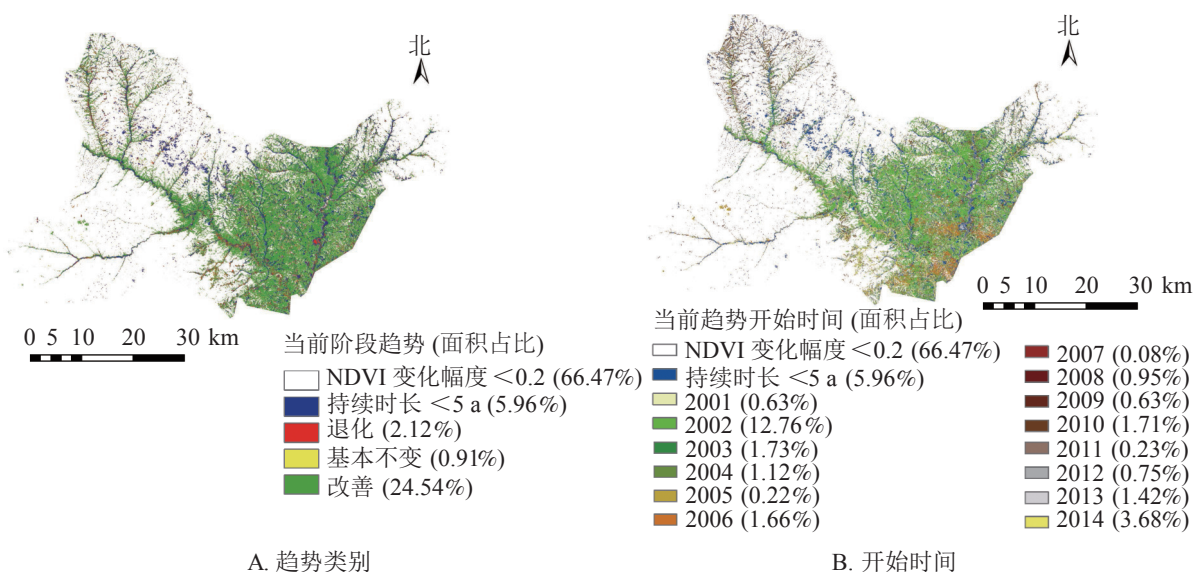 北
0 5 10 20 30 km
当前阶段趋势 (面积占比)
NDVI 变化幅度 <0.2 (66.47%)
持续时长 <5 a (5.96%)
退化 (2.12%)
基本不变 (0.91%)
改善 (24.54%)
A. 趋势类别
北
0 5 10 20 30 km
当前趋势开始时间 (面积占比)
NDVI 变化幅度 <0.2 (66.47%)
持续时长 <5 a (5.96%)
2001 (0.63%)
2002 (12.76%)
2003 (1.73%)
2004 (1.12%)
2005 (0.22%)
2006 (1.66%)
2007 (0.08%)
2008 (0.95%)
2009 (0.63%)
2010 (1.71%)
2011 (0.23%)
2012 (0.75%)
2013 (1.42%)
2014 (3.68%)
B. 开始时间